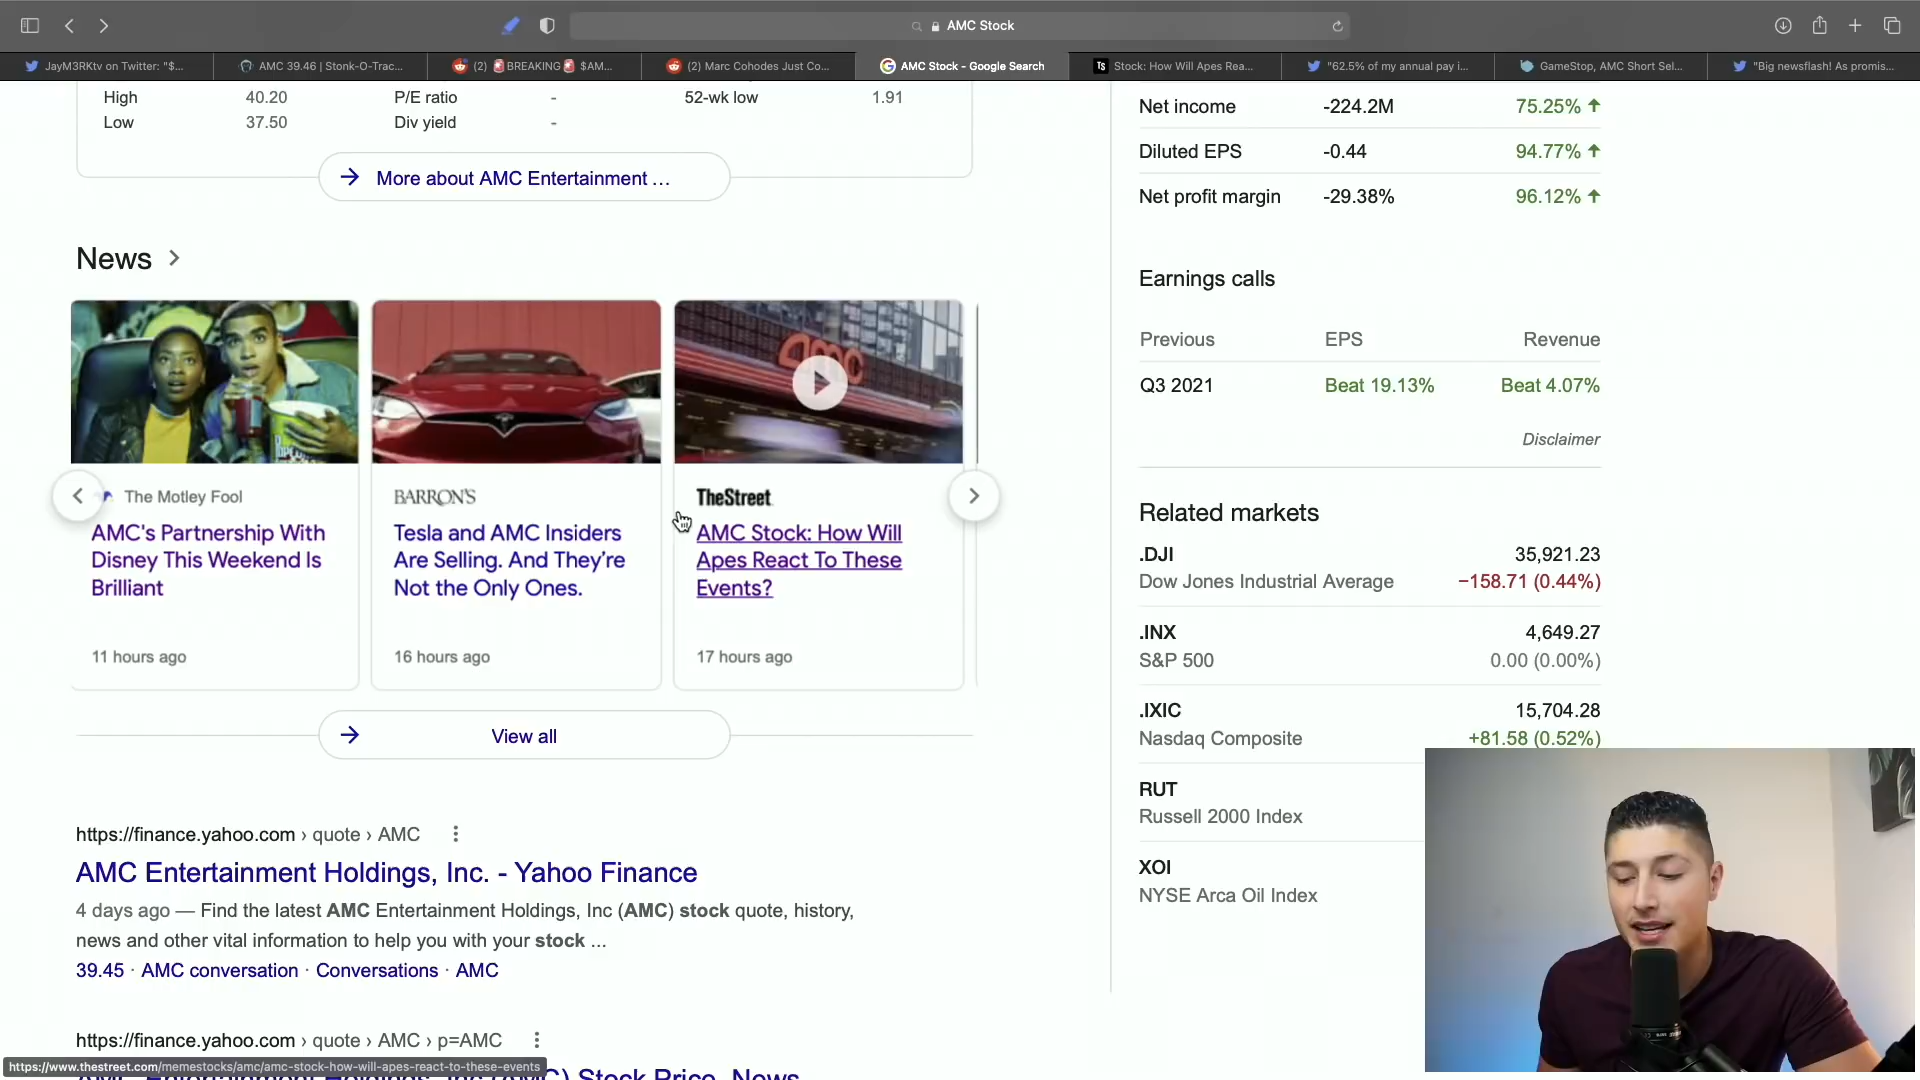 AMC Stock
JayM3RKtv on Twitter: "$...
AMC 39.46 | Stonk-O-Trac...
(2) 🚨BREAKING🚨 $AM...
(2) Marc Cohodes Just Co...
AMC Stock - Google Search
Ts Stock: How Will Apes Rea...
"62.5% of my annual pay i...
GameStop, AMC Short Sel...
"Big newsflash! As promis...
High 40.20 P/E ratio - 52-wk low 1.91
Low 37.50 Div yield -
More about AMC Entertainment ...
News
amc
The Motley Fool
AMC's Partnership With
Disney This Weekend Is
Brilliant
11 hours ago
BARRON'S
Tesla and AMC Insiders
Are Selling. And They're
Not the Only Ones.
16 hours ago
TheStreet
AMC Stock: How Will
Apes React To These
Events?
17 hours ago
View all
https://finance.yahoo.com › quote › AMC
AMC Entertainment Holdings, Inc. - Yahoo Finance
4 days ago — Find the latest AMC Entertainment Holdings, Inc (AMC) stock quote, history,
news and other vital information to help you with your stock ...
39.45 · AMC conversation · Conversations · AMC
https://finance.yahoo.com › quote › AMC › p=AMC
https://www.thestreet.com/memestocks/amc/amc-stock-how-will-apes-react-to-these-events
Net income -224.2M 75.25%
Diluted EPS -0.44 94.77%
Net profit margin -29.38% 96.12%
Earnings calls
Previous EPS Revenue
Q3 2021 Beat 19.13% Beat 4.07%
Disclaimer
Related markets
.DJI 35,921.23
Dow Jones Industrial Average −158.71 (0.44%)
.INX 4,649.27
S&P 500 0.00 (0.00%)
.IXIC 15,704.28
Nasdaq Composite +81.58 (0.52%)
RUT
Russell 2000 Index
XOI
NYSE Arca Oil Index